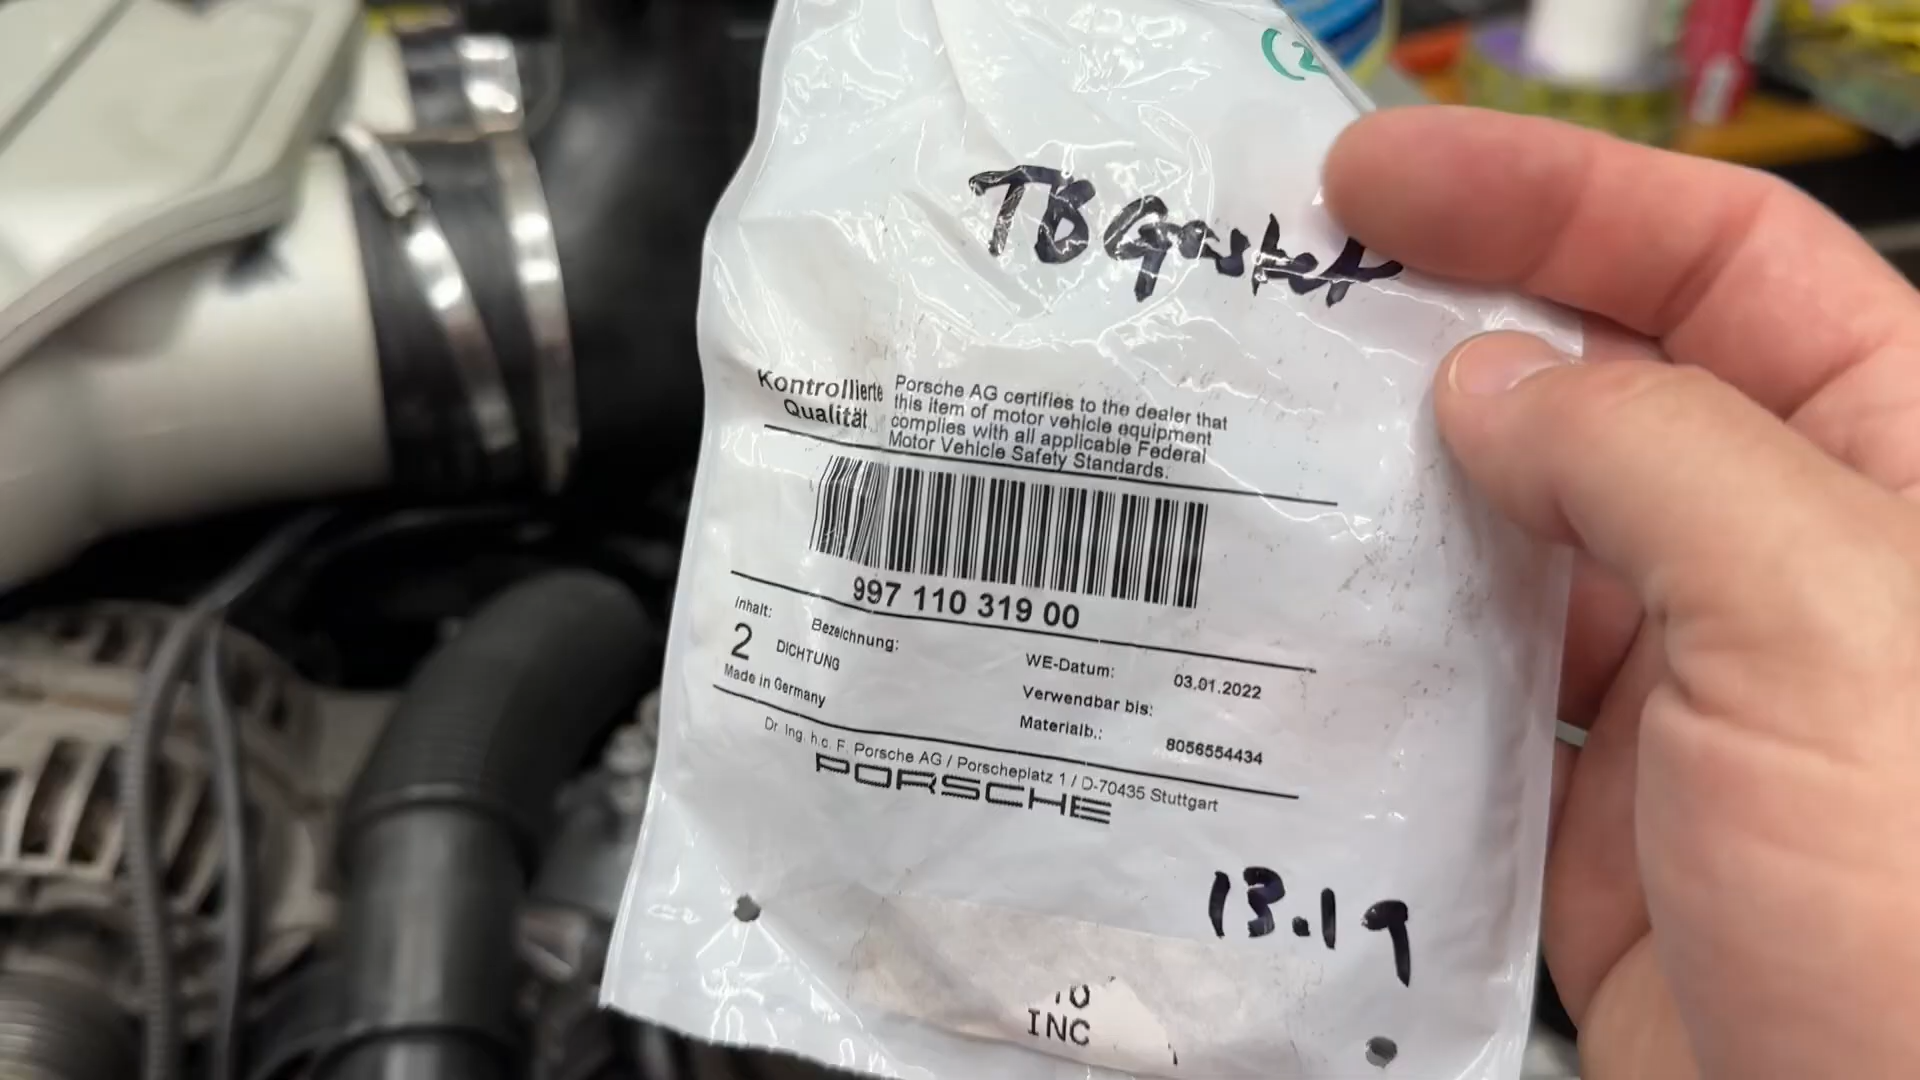 (2
TB Gasket
Kontrollierte
Qualität
Porsche AG certifies to the dealer that
this item of motor vehicle equipment
complies with all applicable Federal
Motor Vehicle Safety Standards.
997 110 319 00
Inhalt:
2
Bezeichnung:
DICHTUNG
Made in Germany
WE-Datum: 03.01.2022
Verwendbar bis:
Materialb.: 8056554434
Dr. Ing. h.c. F. Porsche AG / Porscheplatz 1 / D-70435 Stuttgart
PORSCHE
13.19
INC